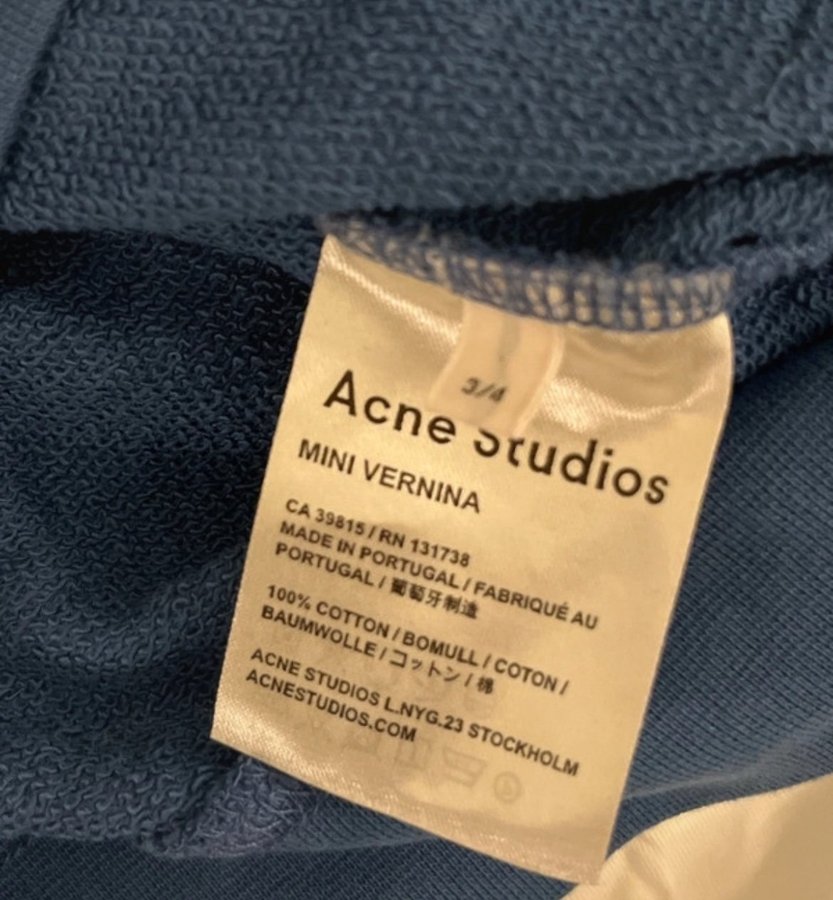 3/4
Acne Studios
MINI VERNINA
CA 39815 / RN 131738
MADE IN PORTUGAL / FABRIQUÉ AU
PORTUGAL / 葡萄牙制造
100% COTTON / BOMULL / COTON /
BAUMWOLLE / コットン / 棉
ACNE STUDIOS L.NYG.23 STOCKHOLM
ACNESTUDIOS.COM